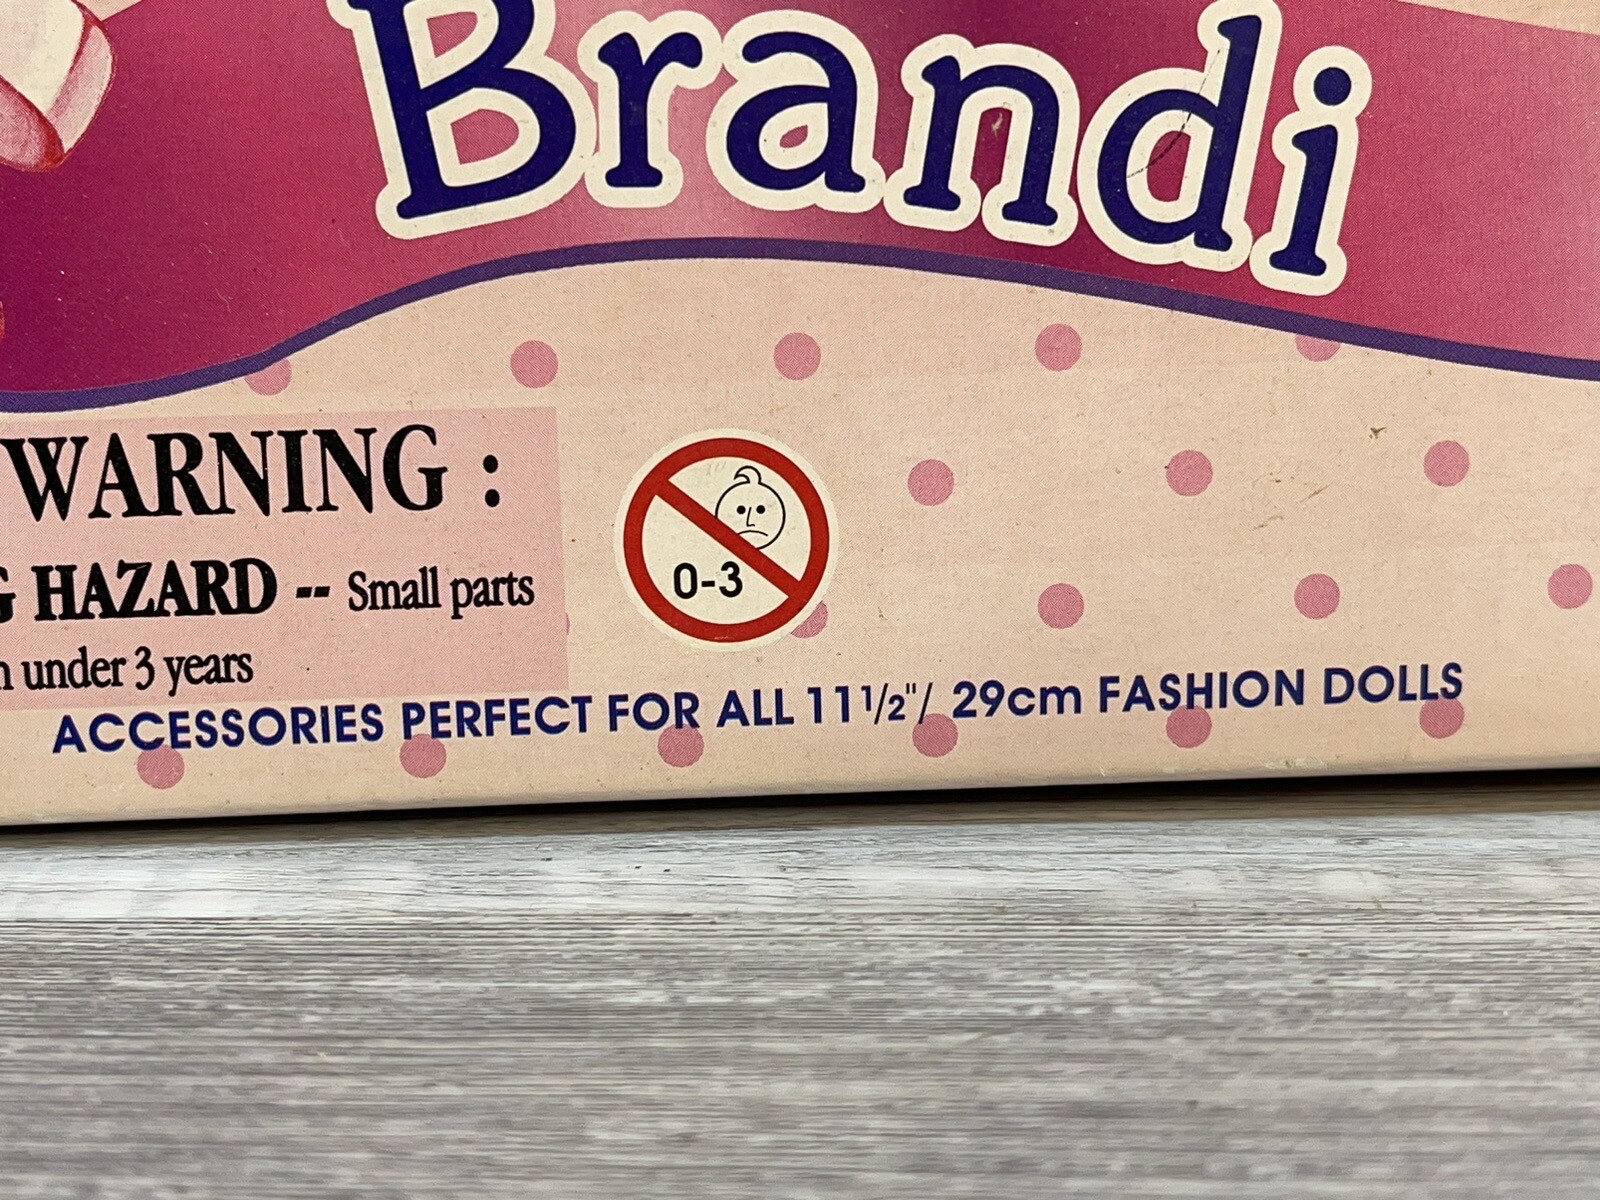 Brandi
WARNING :
HAZARD -- Small parts
under 3 years
0-3
ACCESSORIES PERFECT FOR ALL 11 1/2"/ 29cm FASHION DOLLS